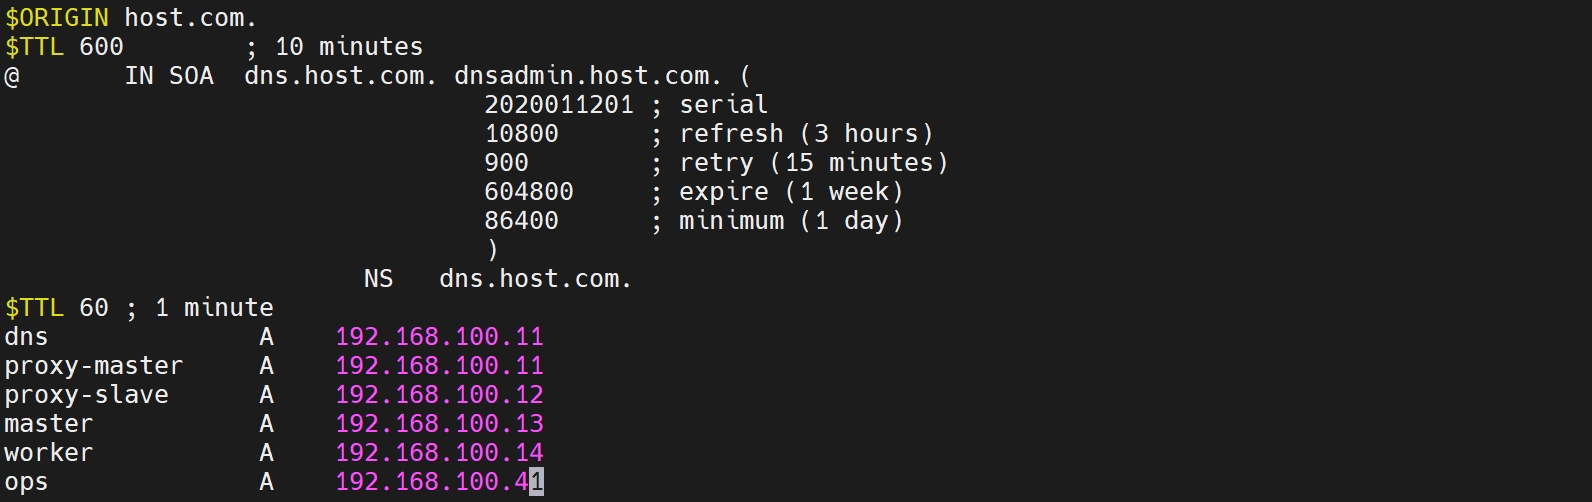 $ORIGIN host.com.
$TTL 600        ; 10 minutes
@       IN SOA  dns.host.com. dnsadmin.host.com. (
                                2020011201 ; serial
                                10800      ; refresh (3 hours)
                                900        ; retry (15 minutes)
                                604800     ; expire (1 week)
                                86400      ; minimum (1 day)
                                )
                        NS   dns.host.com.
$TTL 60 ; 1 minute
dns              A    192.168.100.11
proxy-master     A    192.168.100.11
proxy-slave      A    192.168.100.12
master           A    192.168.100.13
worker           A    192.168.100.14
ops              A    192.168.100.41